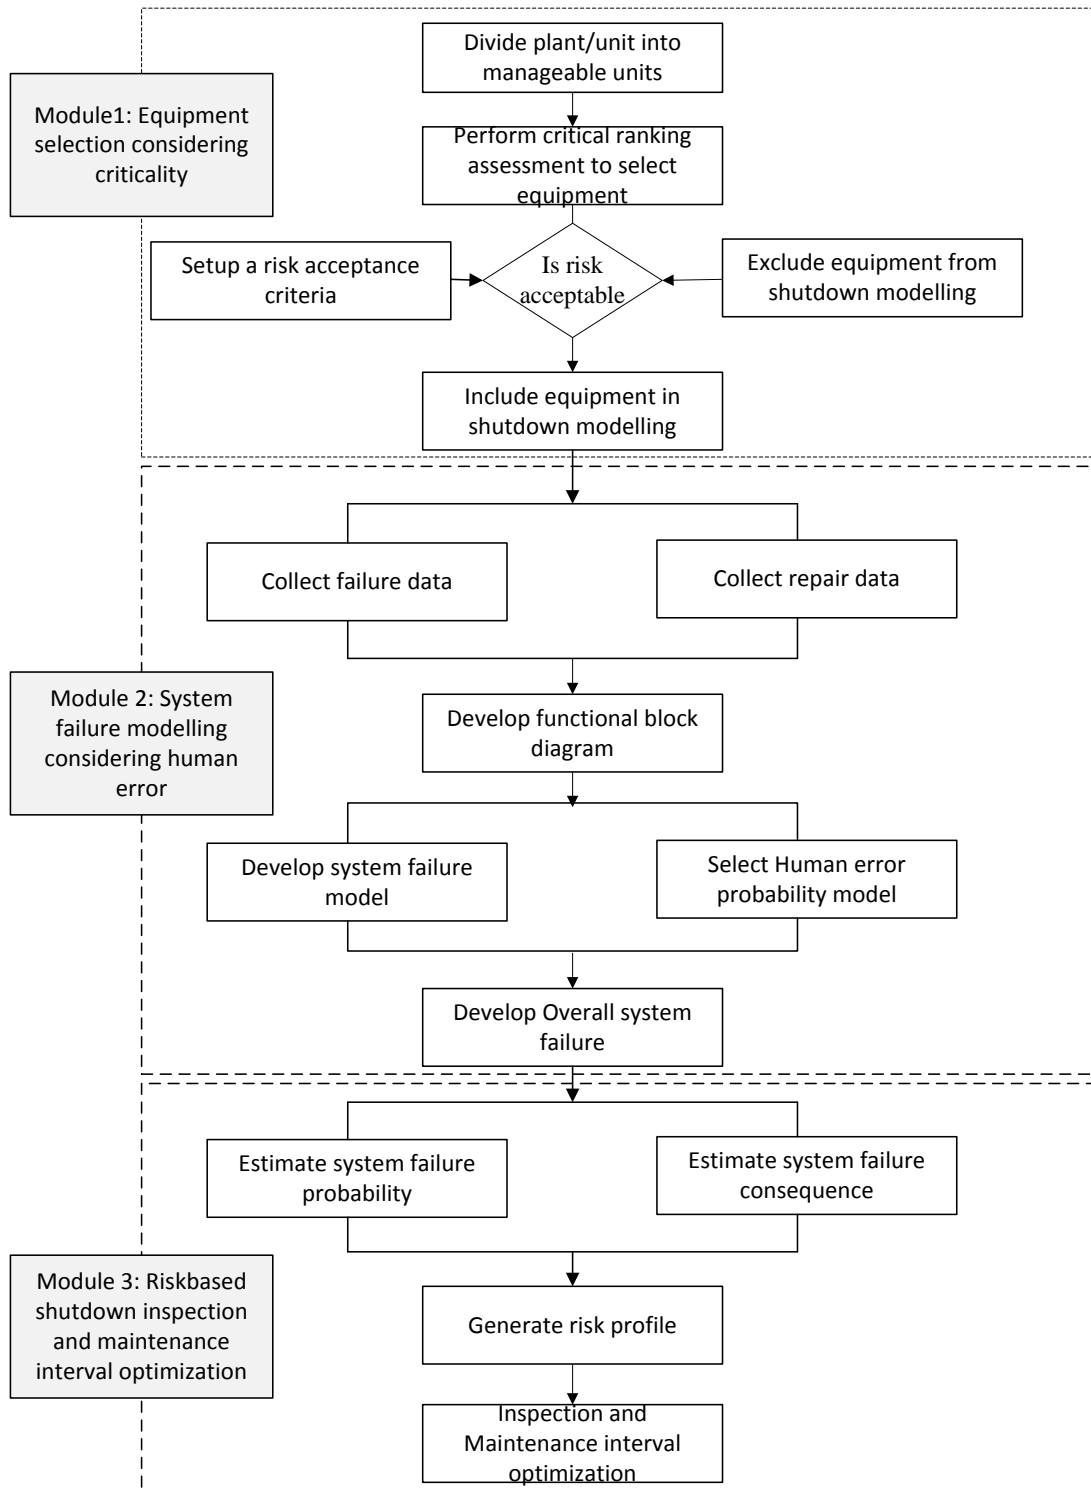 Divide plant/unit into
manageable units
Module1: Equipment
selection considering
criticality
Perform critical ranking
assessment to select
equipment
Setup a risk acceptance
criteria
Is risk
acceptable
Exclude equipment from
shutdown modelling
Include equipment in
shutdown modelling
Collect failure data
Collect repair data
Module 2: System
failure modelling
considering human
error
Develop functional block
diagram
Develop system failure
model
Select Human error
probability model
Develop Overall system
failure
Estimate system failure
probability
Estimate system failure
consequence
Module 3: Riskbased
shutdown inspection
and maintenance
interval optimization
Generate risk profile
Inspection and
Maintenance interval
optimization